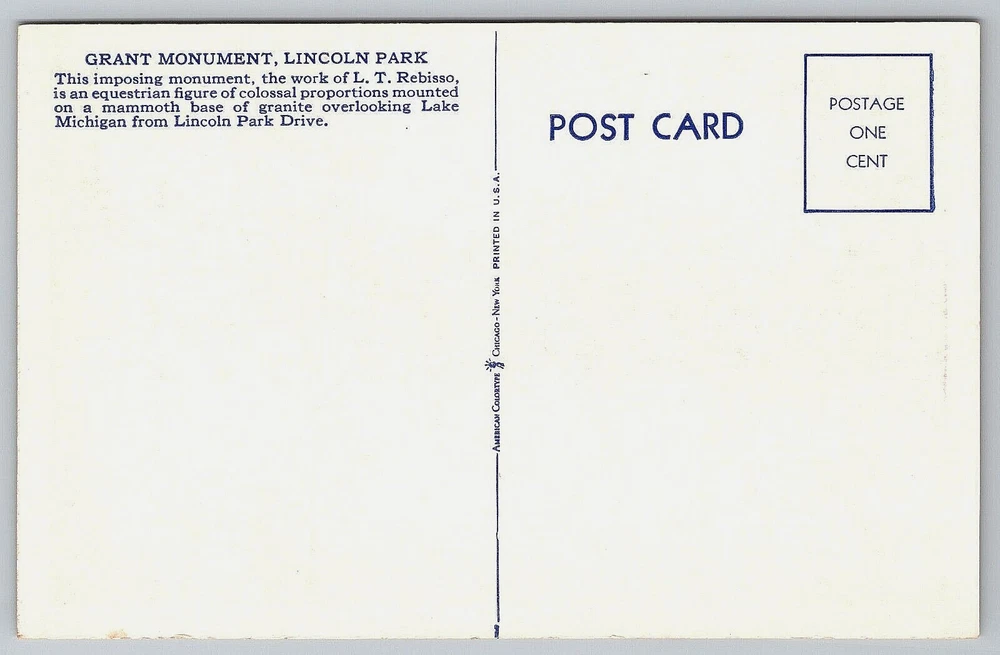 GRANT MONUMENT, LINCOLN PARK
This imposing monument, the work of L. T. Rebisso,
is an equestrian figure of colossal proportions mounted
on a mammoth base of granite overlooking Lake
Michigan from Lincoln Park Drive.
AMERICAN COLORTYPE CHICAGO - NEW YORK PRINTED IN U.S.A.
POST CARD
POSTAGE
ONE
CENT